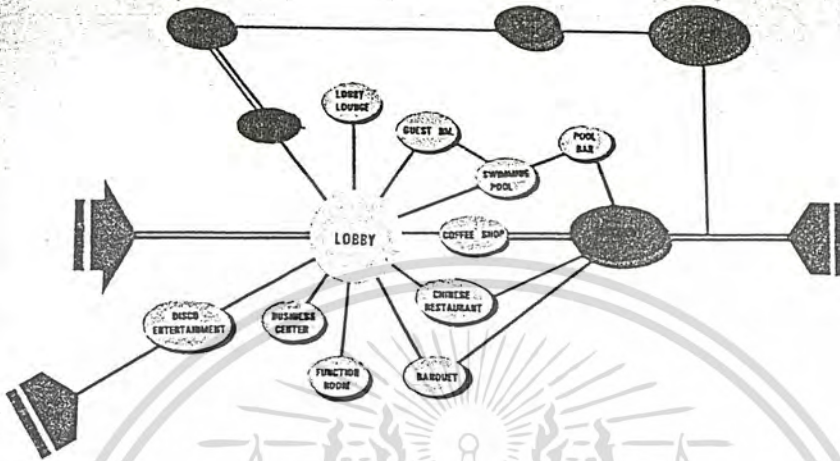 LOBBY
LOUNGE
GUEST RM.
POOL
BAR
SWIMMING
POOL
LOBBY
COFFEE SHOP
CHINESE
RESTAURANT
DISCO
ENTERTAINMENT
BUSINESS
CENTER
FUNCTION
ROOM
BANQUET